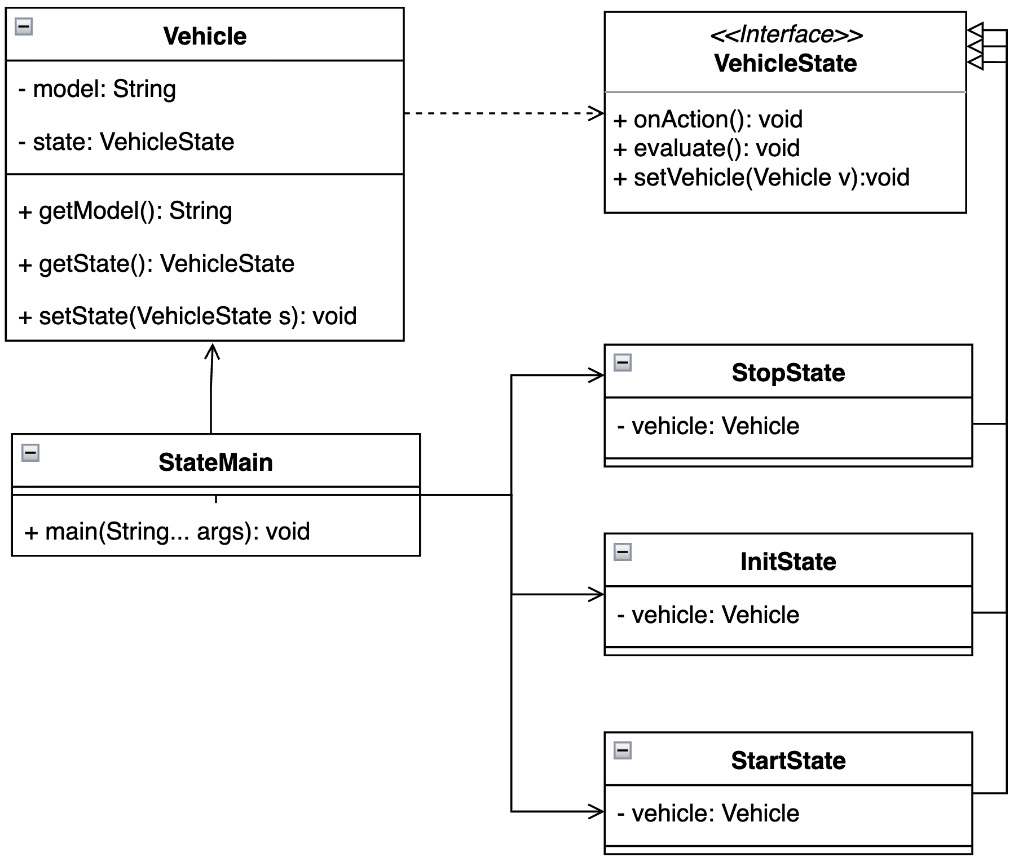 Vehicle
- model: String
- state: VehicleState
+ getModel(): String
+ getState(): VehicleState
+ setState(VehicleState s): void
<<Interface>>
VehicleState
+ onAction(): void
+ evaluate(): void
+ setVehicle(Vehicle v):void
StateMain
+ main(String... args): void
StopState
- vehicle: Vehicle
InitState
- vehicle: Vehicle
StartState
- vehicle: Vehicle